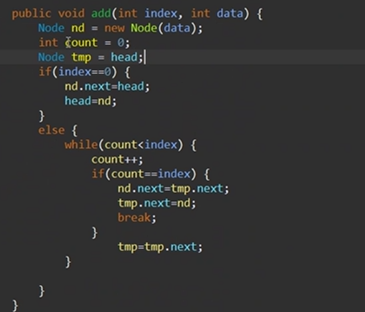 public void add(int index, int data) {
    Node nd = new Node(data);
    int count = 0;
    Node tmp = head;
    if(index==0) {
        nd.next=head;
        head=nd;
    }
    else {
        while(count<index) {
            count++;
            if(count==index) {
                nd.next=tmp.next;
                tmp.next=nd;
                break;
            }
                tmp=tmp.next;
        }

    }
}